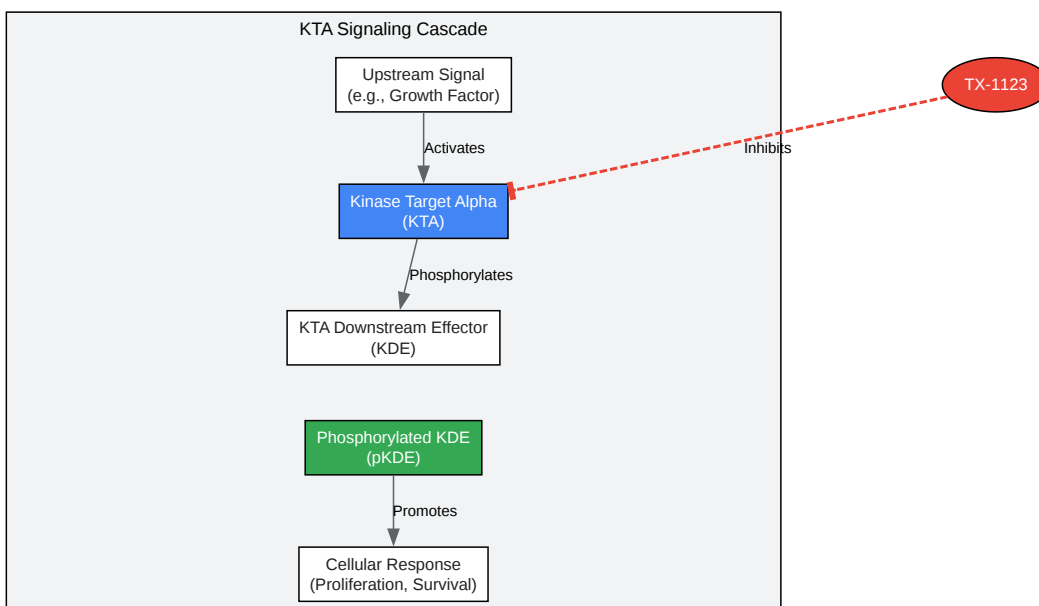 KTA Signaling Cascade
Upstream Signal
(e.g., Growth Factor)
TX-1123
Activates
Inhibits
Kinase Target Alpha
(KTA)
Phosphorylates
KTA Downstream Effector
(KDE)
Phosphorylated KDE
(pKDE)
Promotes
Cellular Response
(Proliferation, Survival)